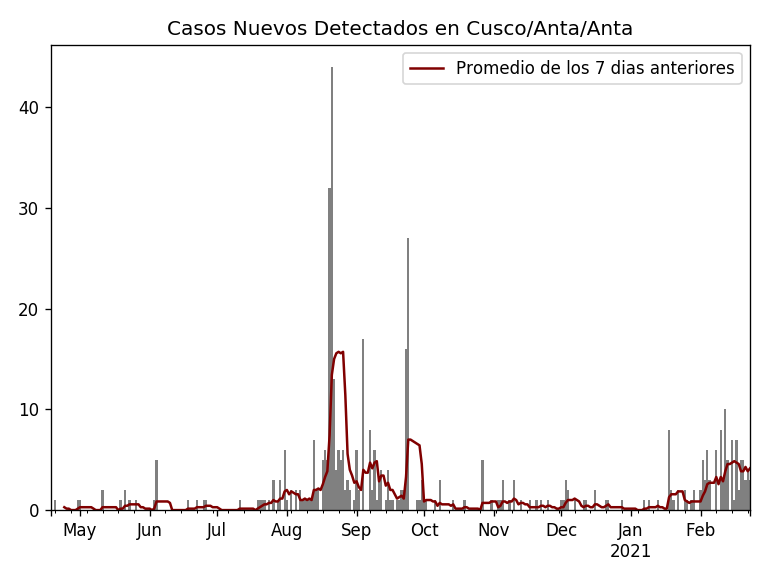 Casos Nuevos Detectados en Cusco/Anta/Anta
Promedio de los 7 dias anteriores
40
30
20
10
0
May Jun Jul Aug Sep Oct Nov Dec Jan Feb
2021